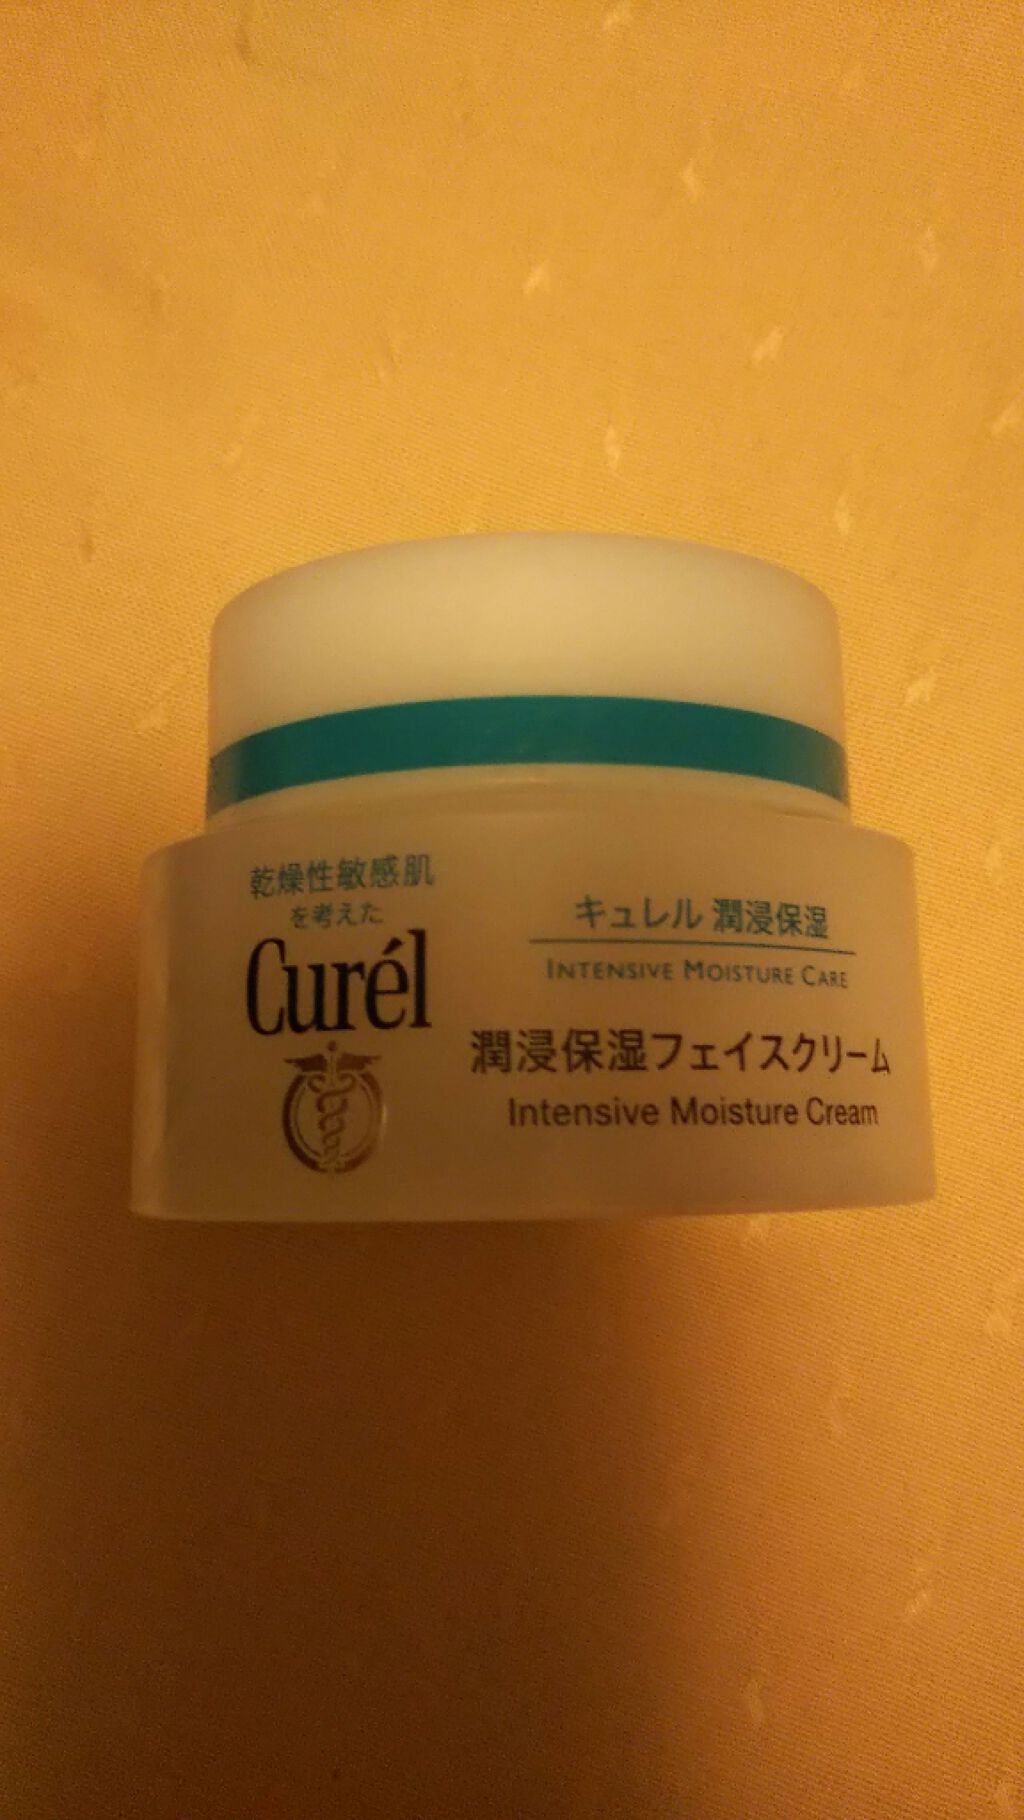 乾燥性敏感肌
を考えた
Curél
キュレル 潤浸保湿
INTENSIVE MOISTURE CARE
潤浸保湿フェイスクリーム
Intensive Moisture Cream